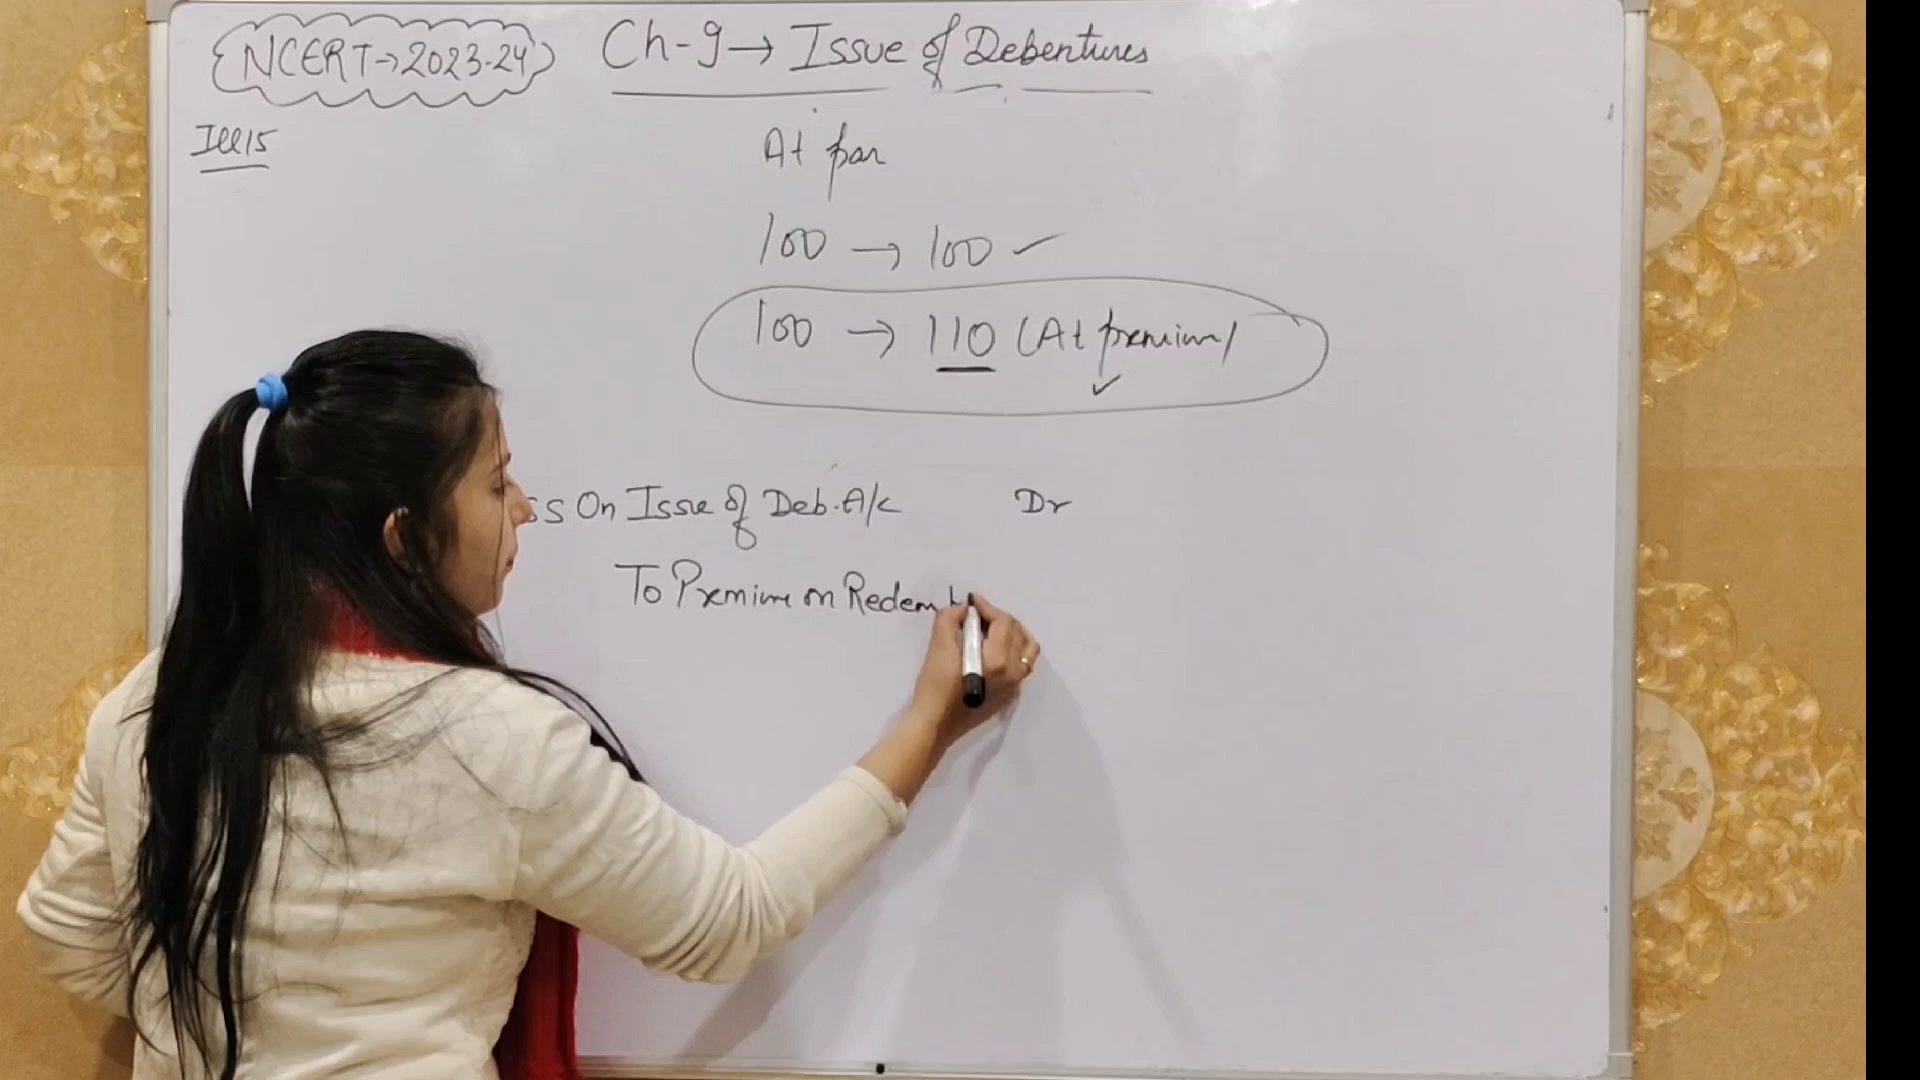 NCERT→2023-24 Ch-9→Issue of Debentures
Ill 15
At par
100 → 100 ✓
100 → 110 (At premium)
✓
ss On Issue of Deb. A/c Dr
To Premium on Redem